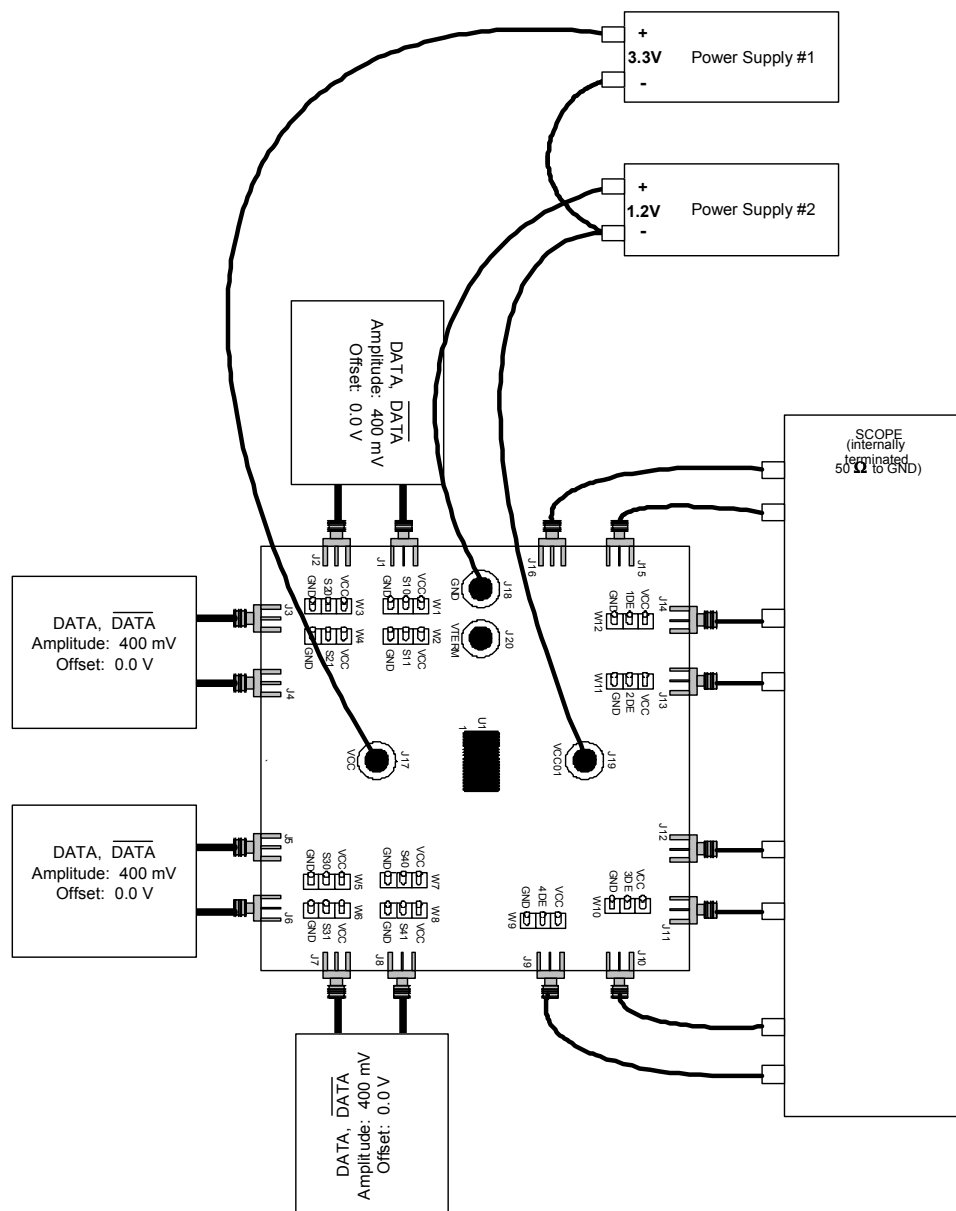 +
3.3V
-
Power Supply #1
+
1.2V
-
Power Supply #2
DATA, DATA
Amplitude: 400 mV
Offset: 0.0 V
SCOPE
(internally
terminated
50 Ω to GND)
J2
J1
J16
J15
GND
S20
VCC
W3
GND
S10
VCC
W1
GND
J18
W4
GND
S21
VCC
W2
GND
S11
VCC
VTERM
J20
W12
GND
1DE
VCC
J14
W11
GND
2DE
VCC
J13
DATA, DATA
Amplitude: 400 mV
Offset: 0.0 V
J3
J4
U1
1
VCC
J17
VCC01
J19
DATA, DATA
Amplitude: 400 mV
Offset: 0.0 V
J5
J6
GND
S30
VCC
W5
GND
S40
VCC
W7
GND
S31
VCC
W6
GND
S41
VCC
W8
GND
4DE
VCC
W9
GND
3DE
VCC
W10
J12
J11
J7
J8
J9
J10
DATA, DATA
Amplitude: 400 mV
Offset: 0.0 V